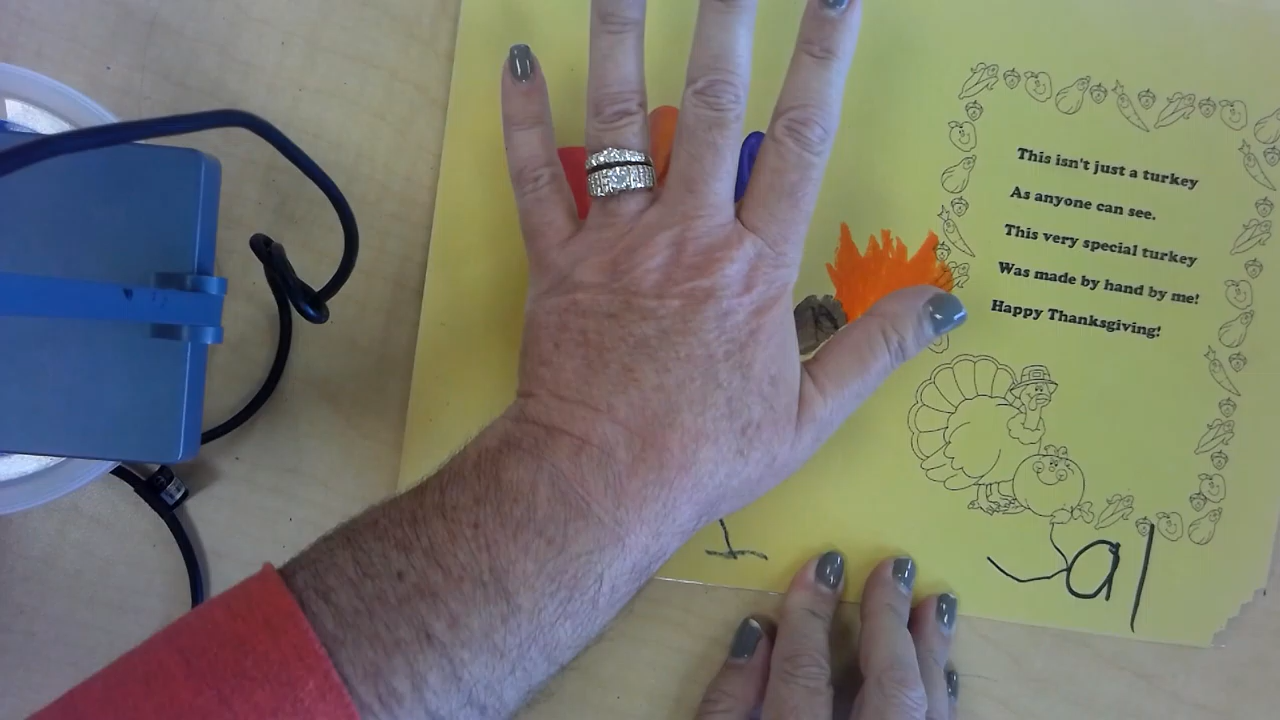 This isn't just a turkey
As anyone can see.
This very special turkey
Was made by hand by me!
Happy Thanksgiving!